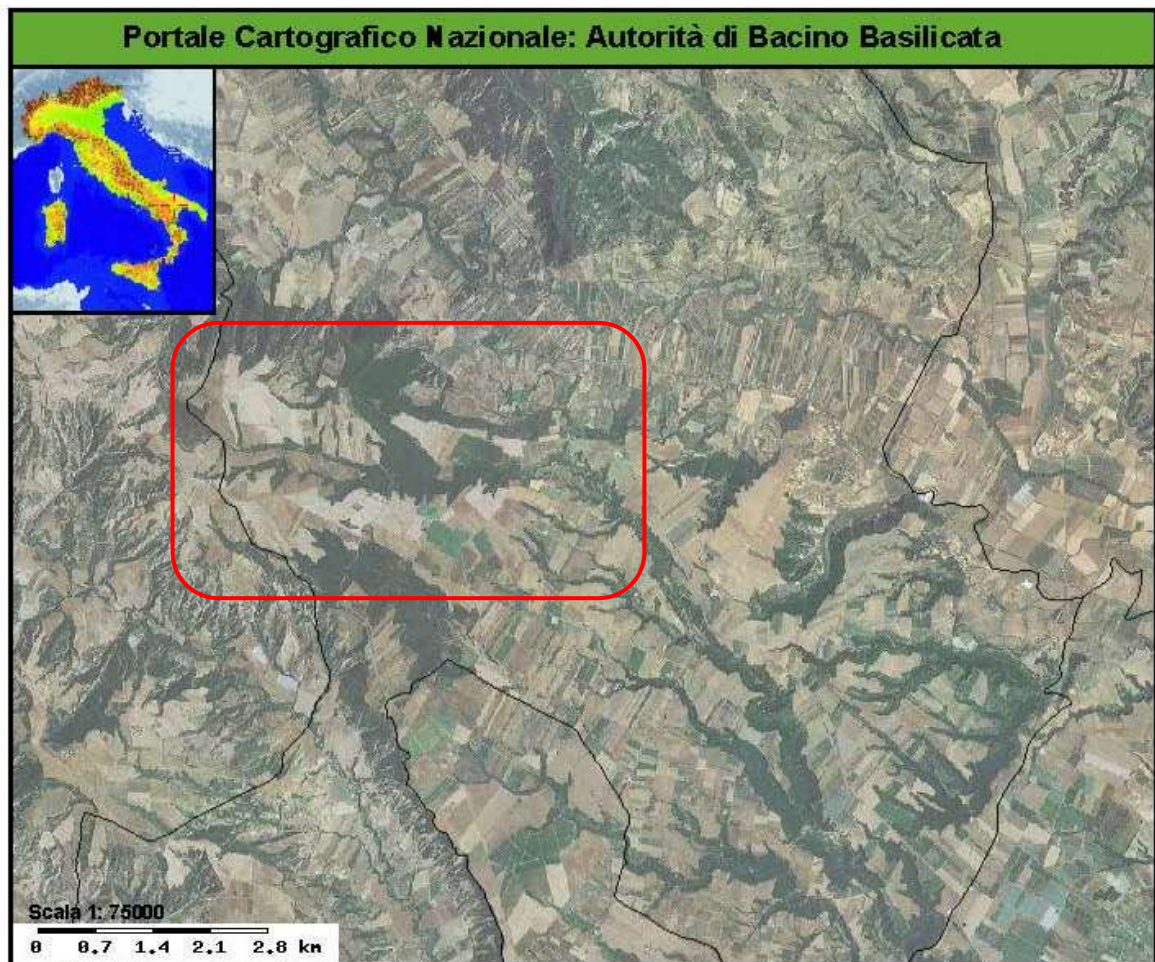 Portale Cartografico Nazionale: Autorità di Bacino Basilicata
Scala 1: 75000
0 0.7 1.4 2.1 2.8 km